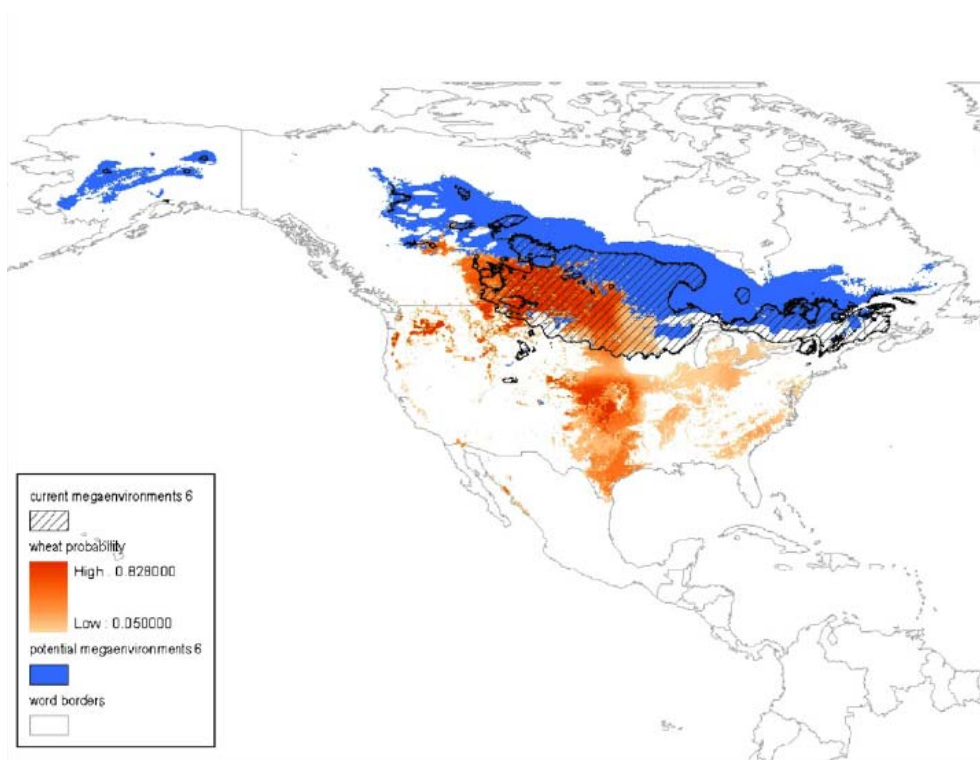 current megaenvironments 6
wheat probability
High : 0.828000
Low : 0.050000
potential megaenvironments 6
word borders